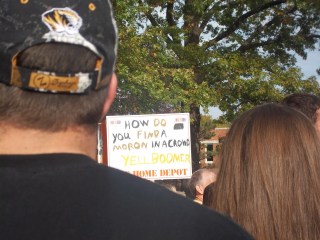 HOW DO
YOU FIND A
MORON IN A CROWD
YELL BOOMER
HOME DEPOT